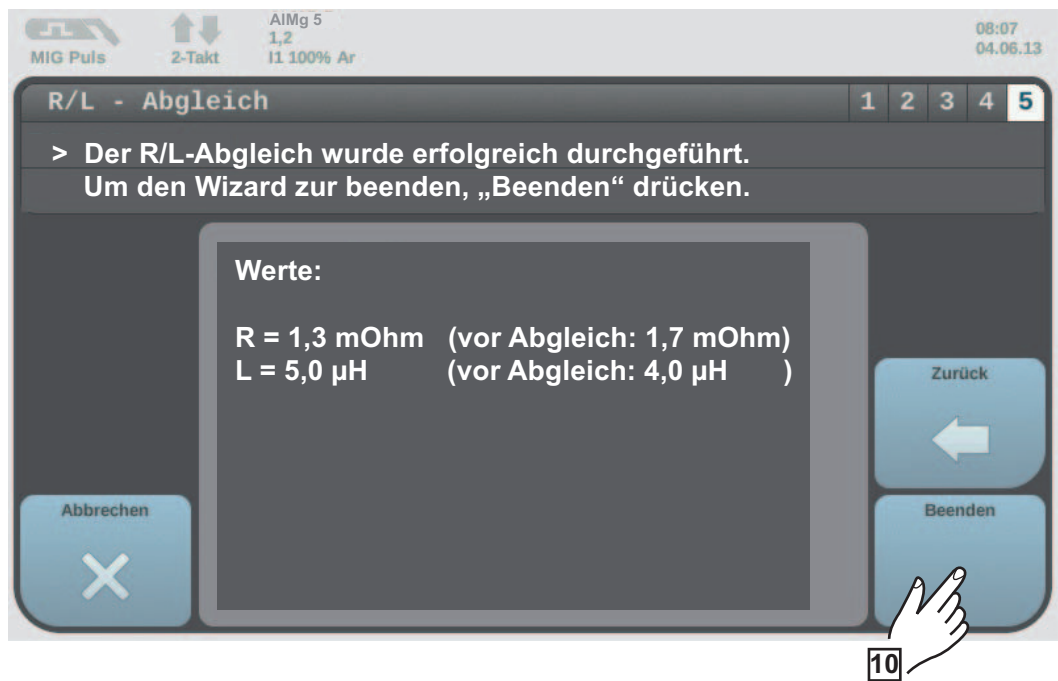 AlMg 5
MIG Puls
2-Takt
1,2
I1 100% Ar
08:07
04.06.13
R/L - Abgleich
1 2 3 4 5
> Der R/L-Abgleich wurde erfolgreich durchgeführt.
Um den Wizard zur beenden, „Beenden“ drücken.
Werte:
R = 1,3 mOhm (vor Abgleich: 1,7 mOhm)
L = 5,0 µH (vor Abgleich: 4,0 µH )
Zurück
Abbrechen
Beenden
10